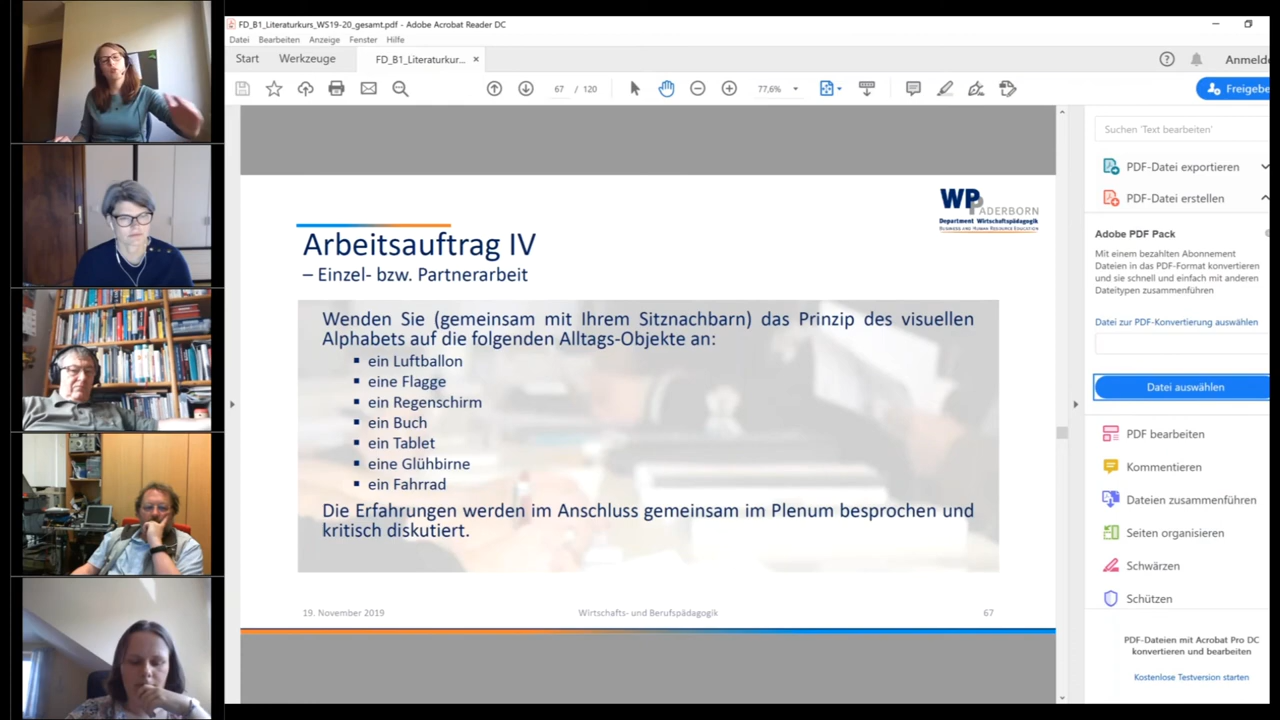 FD_B1_Literaturkurs_WS19-20_gesamt.pdf - Adobe Acrobat Reader DC
Datei Bearbeiten Anzeige Fenster Hilfe
Start Werkzeuge FD_B1_Literaturkur... × Anmelde
67 / 120 77,6% Freigebe
WP PADERBORN
Department Wirtschaftspädagogik
Business and Human Resource Education
Arbeitsauftrag IV
– Einzel- bzw. Partnerarbeit
Wenden Sie (gemeinsam mit Ihrem Sitznachbarn) das Prinzip des visuellen
Alphabets auf die folgenden Alltags-Objekte an:
▪ ein Luftballon
▪ eine Flagge
▪ ein Regenschirm
▪ ein Buch
▪ ein Tablet
▪ eine Glühbirne
▪ ein Fahrrad
Die Erfahrungen werden im Anschluss gemeinsam im Plenum besprochen und
kritisch diskutiert.
19. November 2019 Wirtschafts- und Berufspädagogik 67
Suchen 'Text bearbeiten'
PDF-Datei exportieren
PDF-Datei erstellen
Adobe PDF Pack
Mit einem bezahlten Abonnement
Dateien in das PDF-Format konvertieren
und sie schnell und einfach mit anderen
Dateitypen zusammenführen
Datei zur PDF-Konvertierung auswählen
Datei auswählen
PDF bearbeiten
Kommentieren
Dateien zusammenführen
Seiten organisieren
Schwärzen
Schützen
PDF-Dateien mit Acrobat Pro DC
konvertieren und bearbeiten
Kostenlose Testversion starten